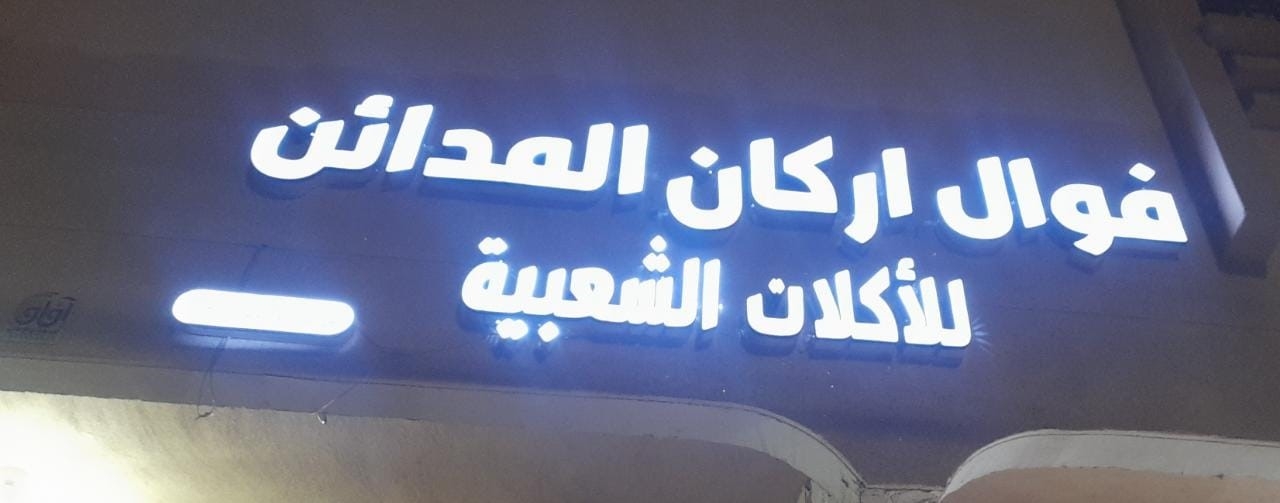 فوال اركان المدائن
للأكلات الشعبية